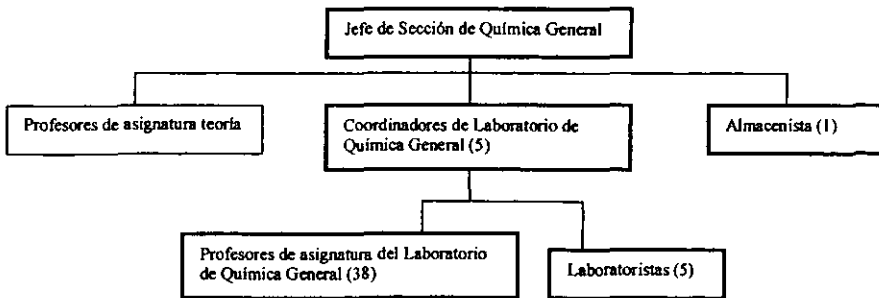 Jefe de Sección de Química General
Profesores de asignatura teoría
Coordinadores de Laboratorio de
Química General (5)
Almacenista (1)
Profesores de asignatura del Laboratorio
de Química General (38)
Laboratoristas (5)